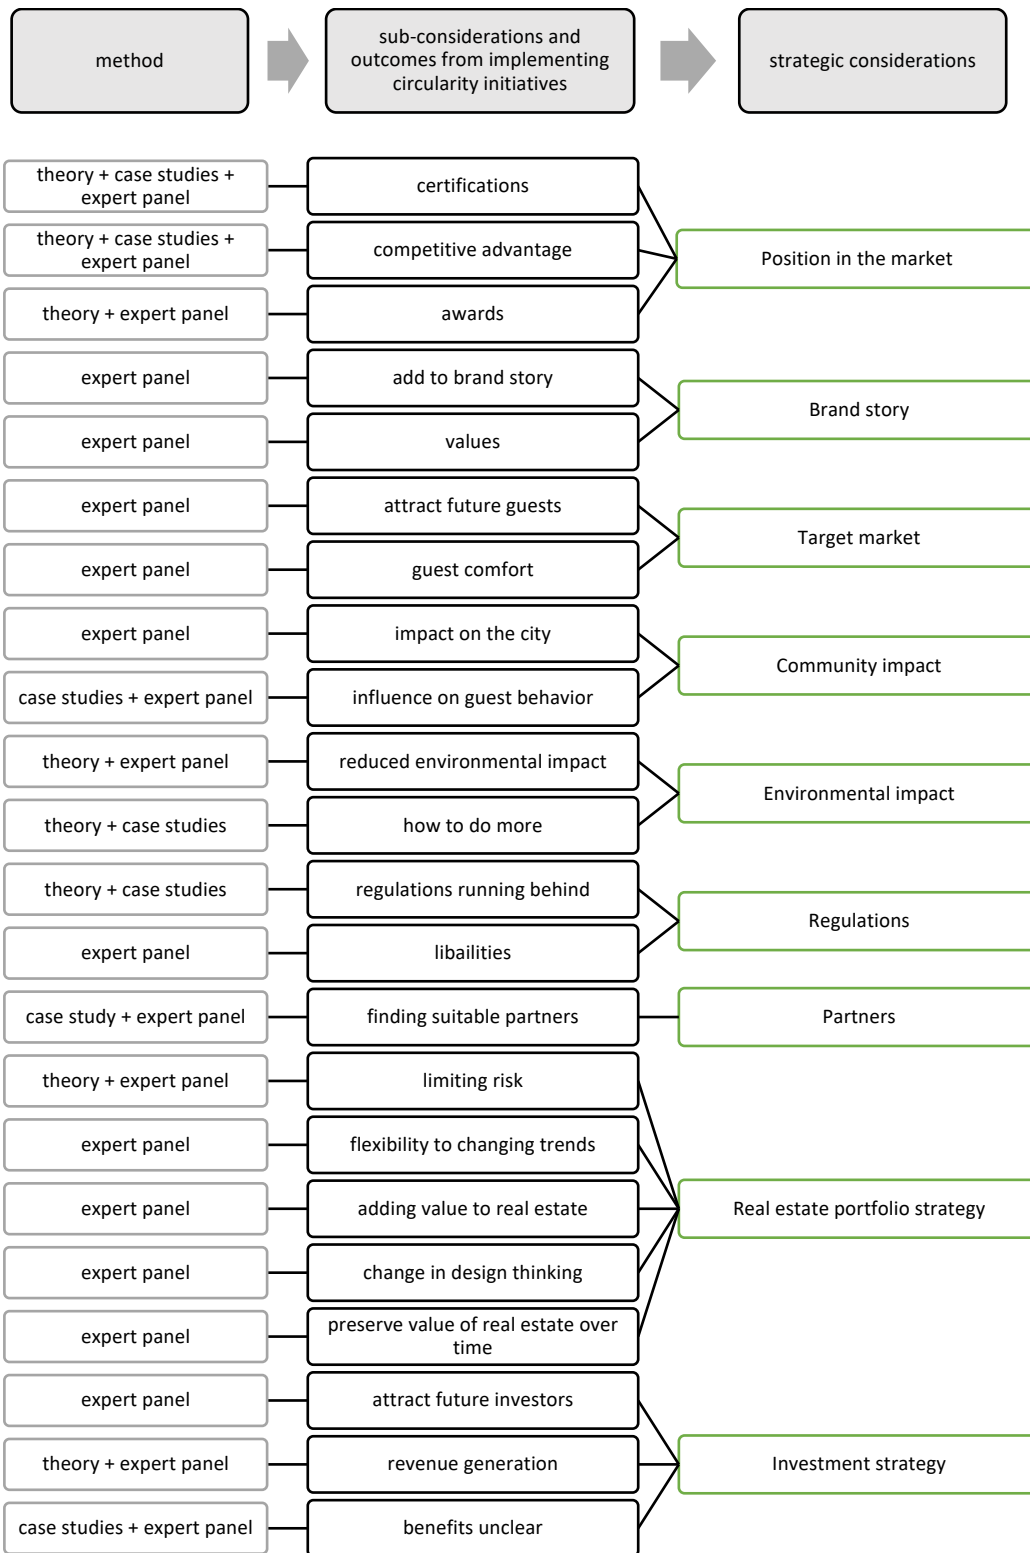 method
sub-considerations and
outcomes from implementing
circularity initiatives
strategic considerations
theory + case studies +
expert panel
certifications
theory + case studies +
expert panel
competitive advantage
Position in the market
theory + expert panel
awards
expert panel
add to brand story
Brand story
expert panel
values
expert panel
attract future guests
Target market
expert panel
guest comfort
expert panel
impact on the city
Community impact
case studies + expert panel
influence on guest behavior
theory + expert panel
reduced environmental impact
Environmental impact
theory + case studies
how to do more
theory + case studies
regulations running behind
Regulations
expert panel
libailities
case study + expert panel
finding suitable partners
Partners
theory + expert panel
limiting risk
expert panel
flexibility to changing trends
expert panel
adding value to real estate
Real estate portfolio strategy
expert panel
change in design thinking
expert panel
preserve value of real estate over
time
expert panel
attract future investors
theory + expert panel
revenue generation
Investment strategy
case studies + expert panel
benefits unclear